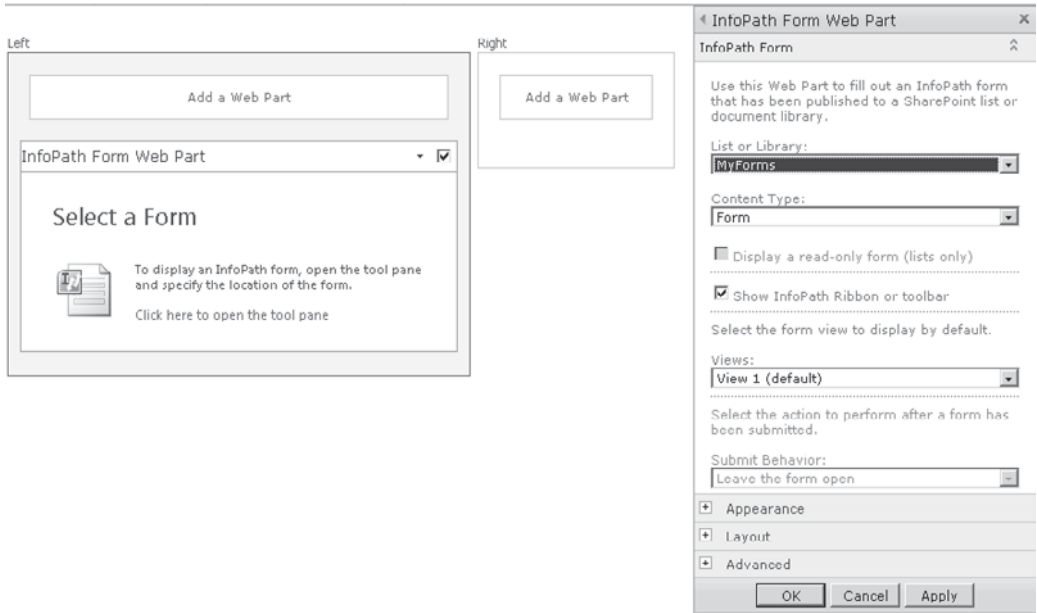 Left
Add a Web Part
InfoPath Form Web Part
Select a Form
To display an InfoPath form, open the tool pane
and specify the location of the form.
Click here to open the tool pane
Right
Add a Web Part
InfoPath Form Web Part
InfoPath Form
Use this Web Part to fill out an InfoPath form
that has been published to a SharePoint list or
document library.
List or Library:
MyForms
Content Type:
Form
Display a read-only form (lists only)
Show InfoPath Ribbon or toolbar
Select the form view to display by default.
Views:
View 1 (default)
Select the action to perform after a form has
been submitted.
Submit Behavior:
Leave the form open
Appearance
Layout
Advanced
OK Cancel Apply